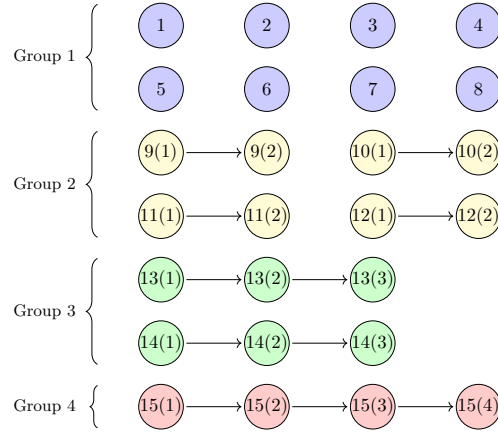 1 2 3 4
Group 1
5 6 7 8
9(1) 9(2) 10(1) 10(2)
Group 2
11(1) 11(2) 12(1) 12(2)
13(1) 13(2) 13(3)
Group 3
14(1) 14(2) 14(3)
Group 4 15(1) 15(2) 15(3) 15(4)